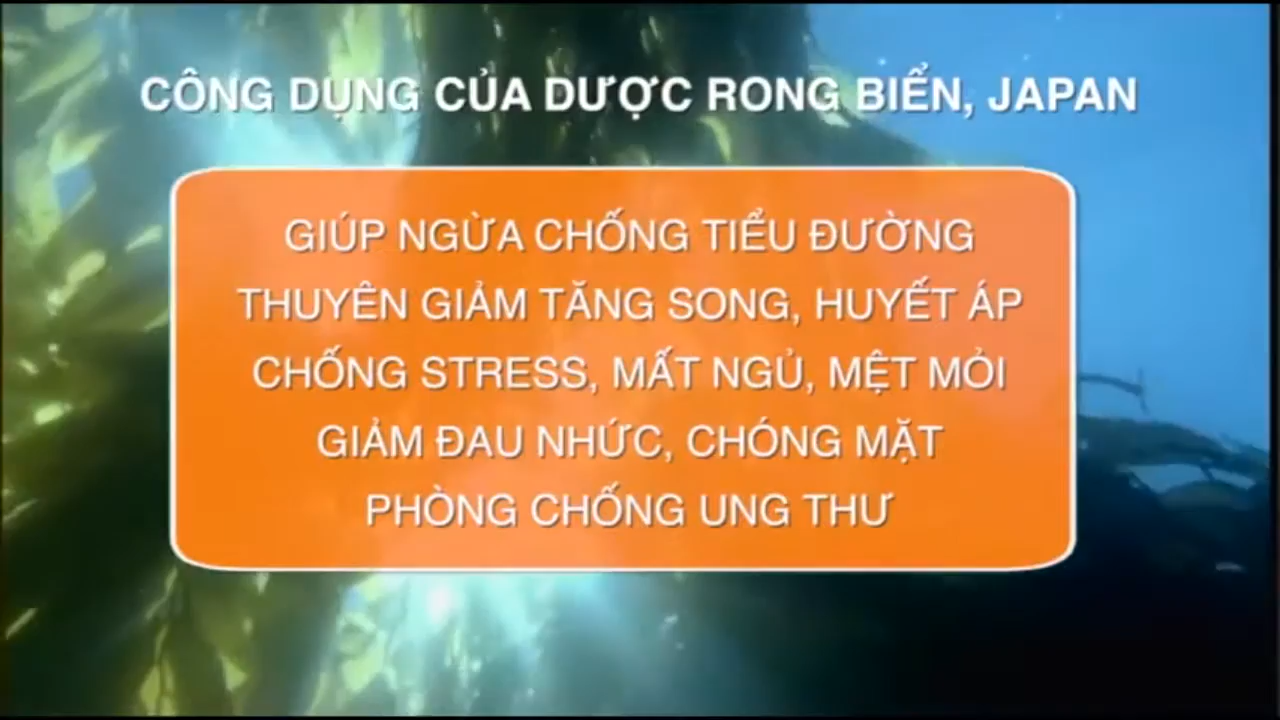 CÔNG DỤNG CỦA DƯỢC RONG BIỂN, JAPAN
GIÚP NGỪA CHỐNG TIỂU ĐƯỜNG
THUYÊN GIẢM TĂNG SONG, HUYẾT ÁP
CHỐNG STRESS, MẤT NGỦ, MỆT MỎI
GIẢM ĐAU NHỨC, CHÓNG MẶT
PHÒNG CHỐNG UNG THƯ